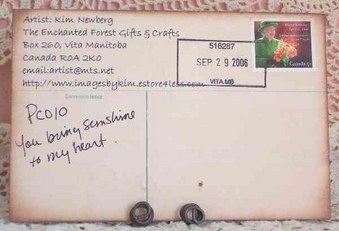 Artist: Kim Newberg
The Enchanted Forest Gifts & Crafts
Box 260, Vita Manitoba
Canada R0A 2K0
email:artist@mts.net
http://www.imagesbykim.estore4less.com
516287
SEP 29 2006
VITA MB
Canada
PC010
You bring sunshine
to my heart.